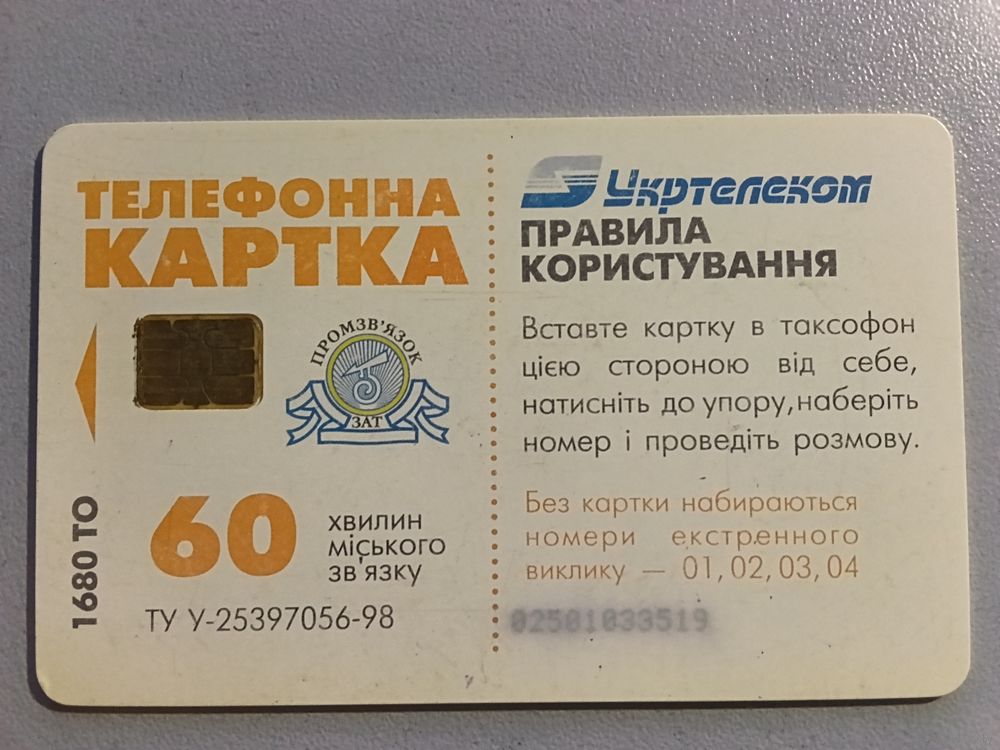 ТЕЛЕФОННА
КАРТКА
ПРОМЗВ'ЯЗОК
ЗАТ
1680 ТО
60
ХВИЛИН
МІСЬКОГО
ЗВ'ЯЗКУ
ТУ У-25397056-98
Укртелеком
ПРАВИЛА
КОРИСТУВАННЯ
Вставте картку в таксофон
цією стороною від себе,
натисніть до упору,наберіть
номер і проведіть розмову.
Без картки набираються
номери екстренного
виклику — 01, 02, 03, 04
02501033519